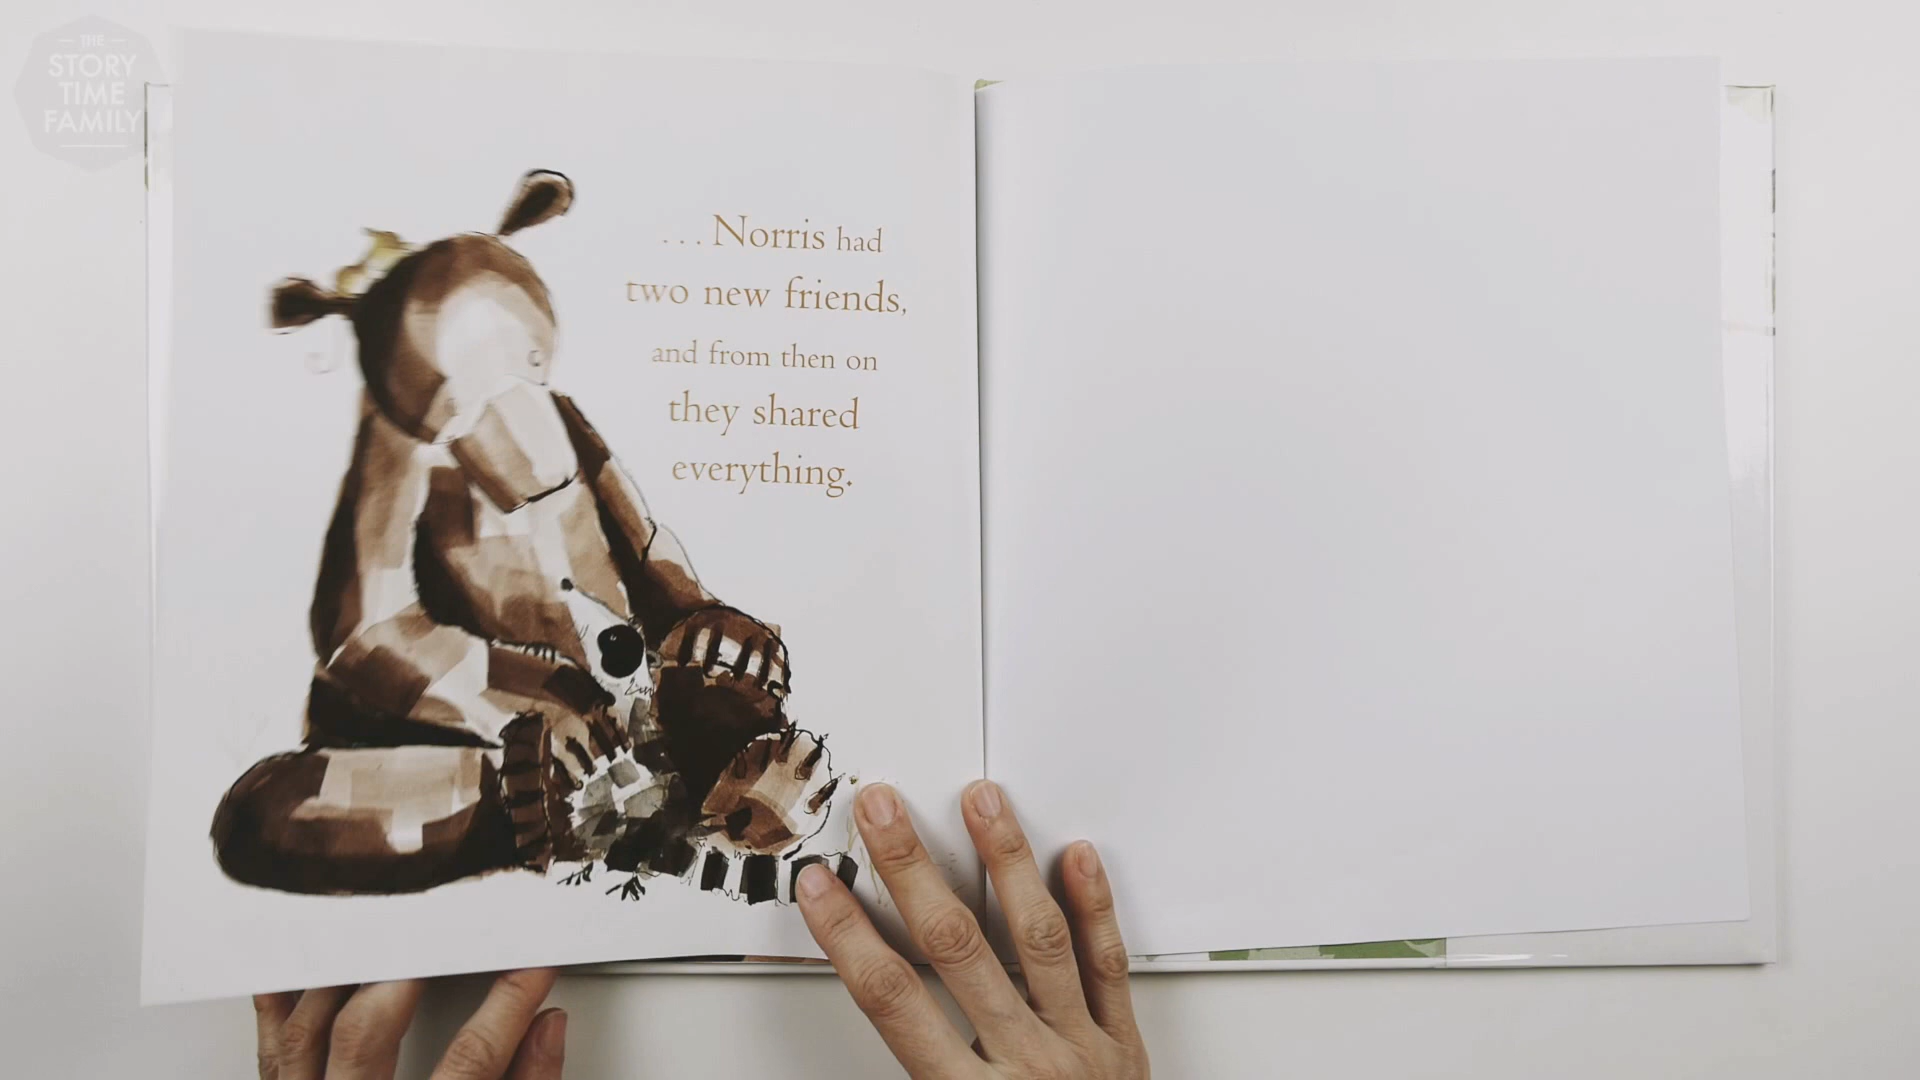 THE
STORY
TIME
FAMILY
... Norris had
two new friends,
and from then on
they shared
everything.